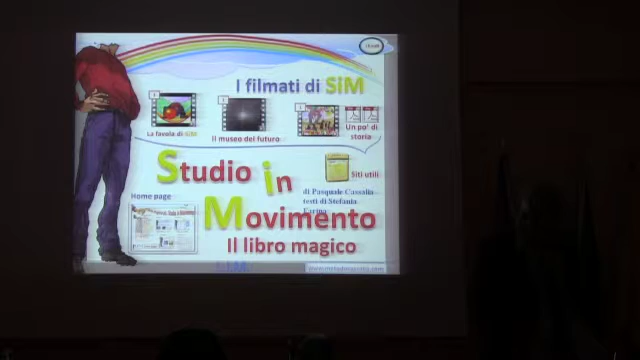 I filmati di SiM
La favola di SiM
Il museo del futuro
Un po' di
storia
Studio in
Siti utili
Home page
di Pasquale Cassalia
testi di Stefania
Movimento
Il libro magico